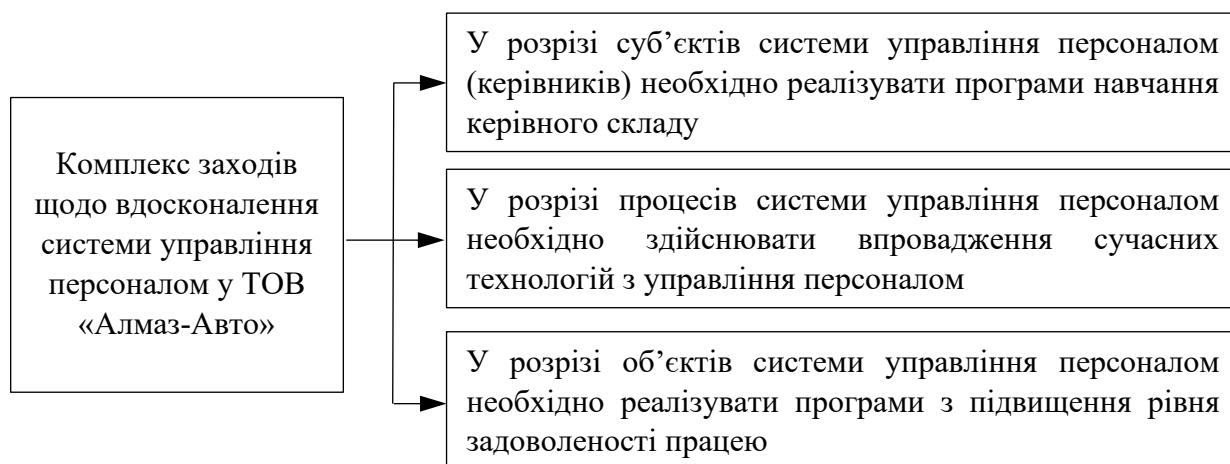 Комплекс заходів
щодо вдосконалення
системи управління
персоналом у ТОВ
«Алмаз-Авто»
У розрізі суб’єктів системи управління персоналом
(керівників) необхідно реалізувати програми навчання
керівного складу
У розрізі процесів системи управління персоналом
необхідно здійснювати впровадження сучасних
технологій з управління персоналом
У розрізі об’єктів системи управління персоналом
необхідно реалізувати програми з підвищення рівня
задоволеності працею